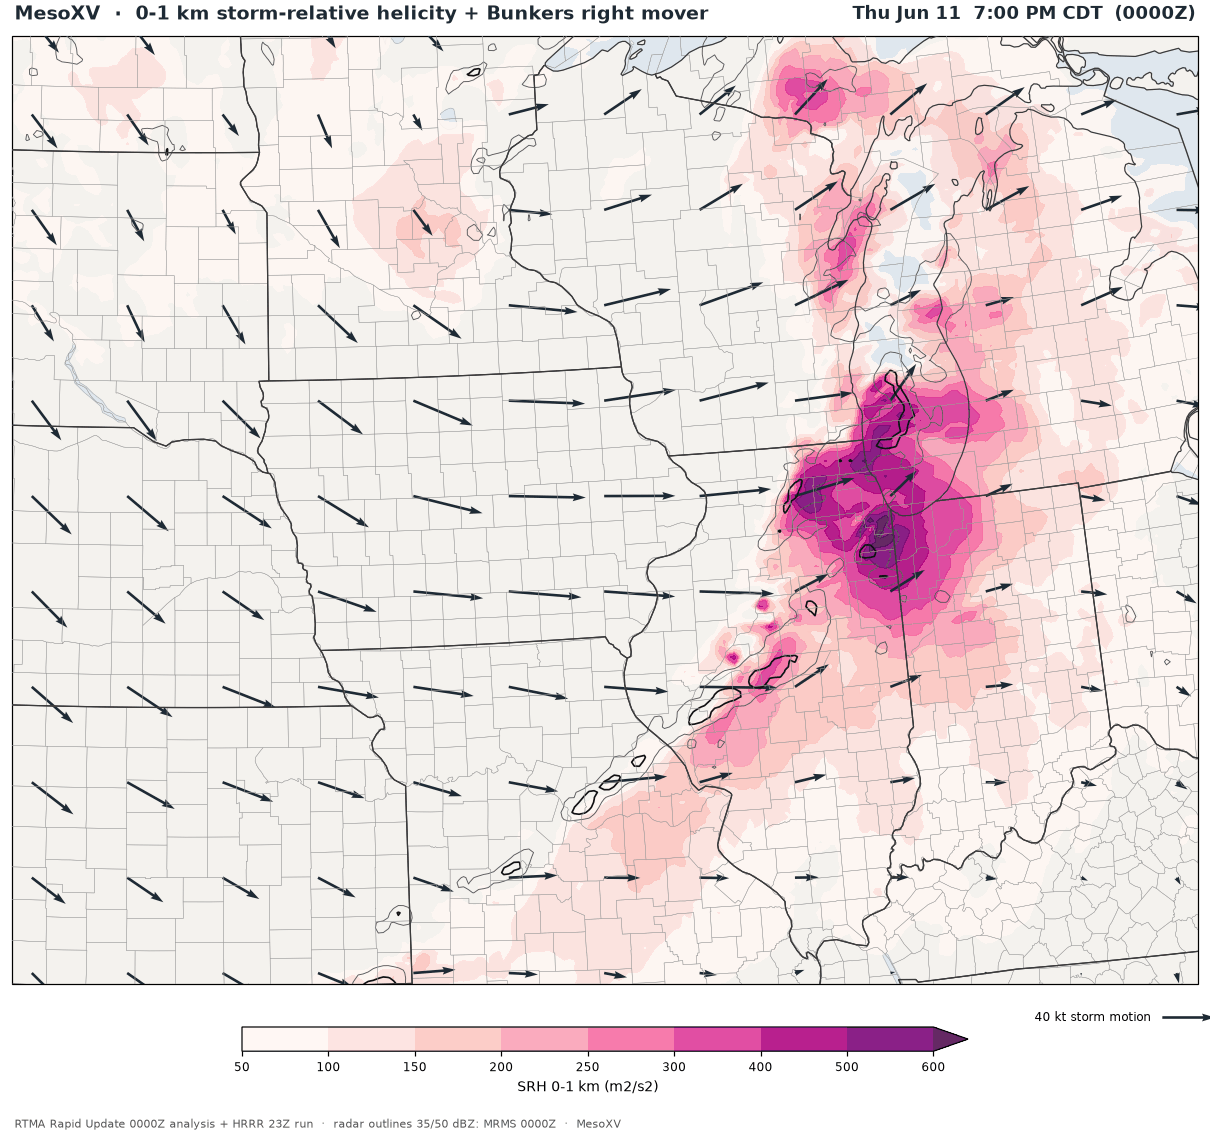 MesoXV · 0-1 km storm-relative helicity + Bunkers right mover
Thu Jun 11 7:00 PM CDT (0000Z)
40 kt storm motion
50 100 150 200 250 300 400 500 600
SRH 0-1 km (m2/s2)
RTMA Rapid Update 0000Z analysis + HRRR 23Z run · radar outlines 35/50 dBZ: MRMS 0000Z · MesoXV